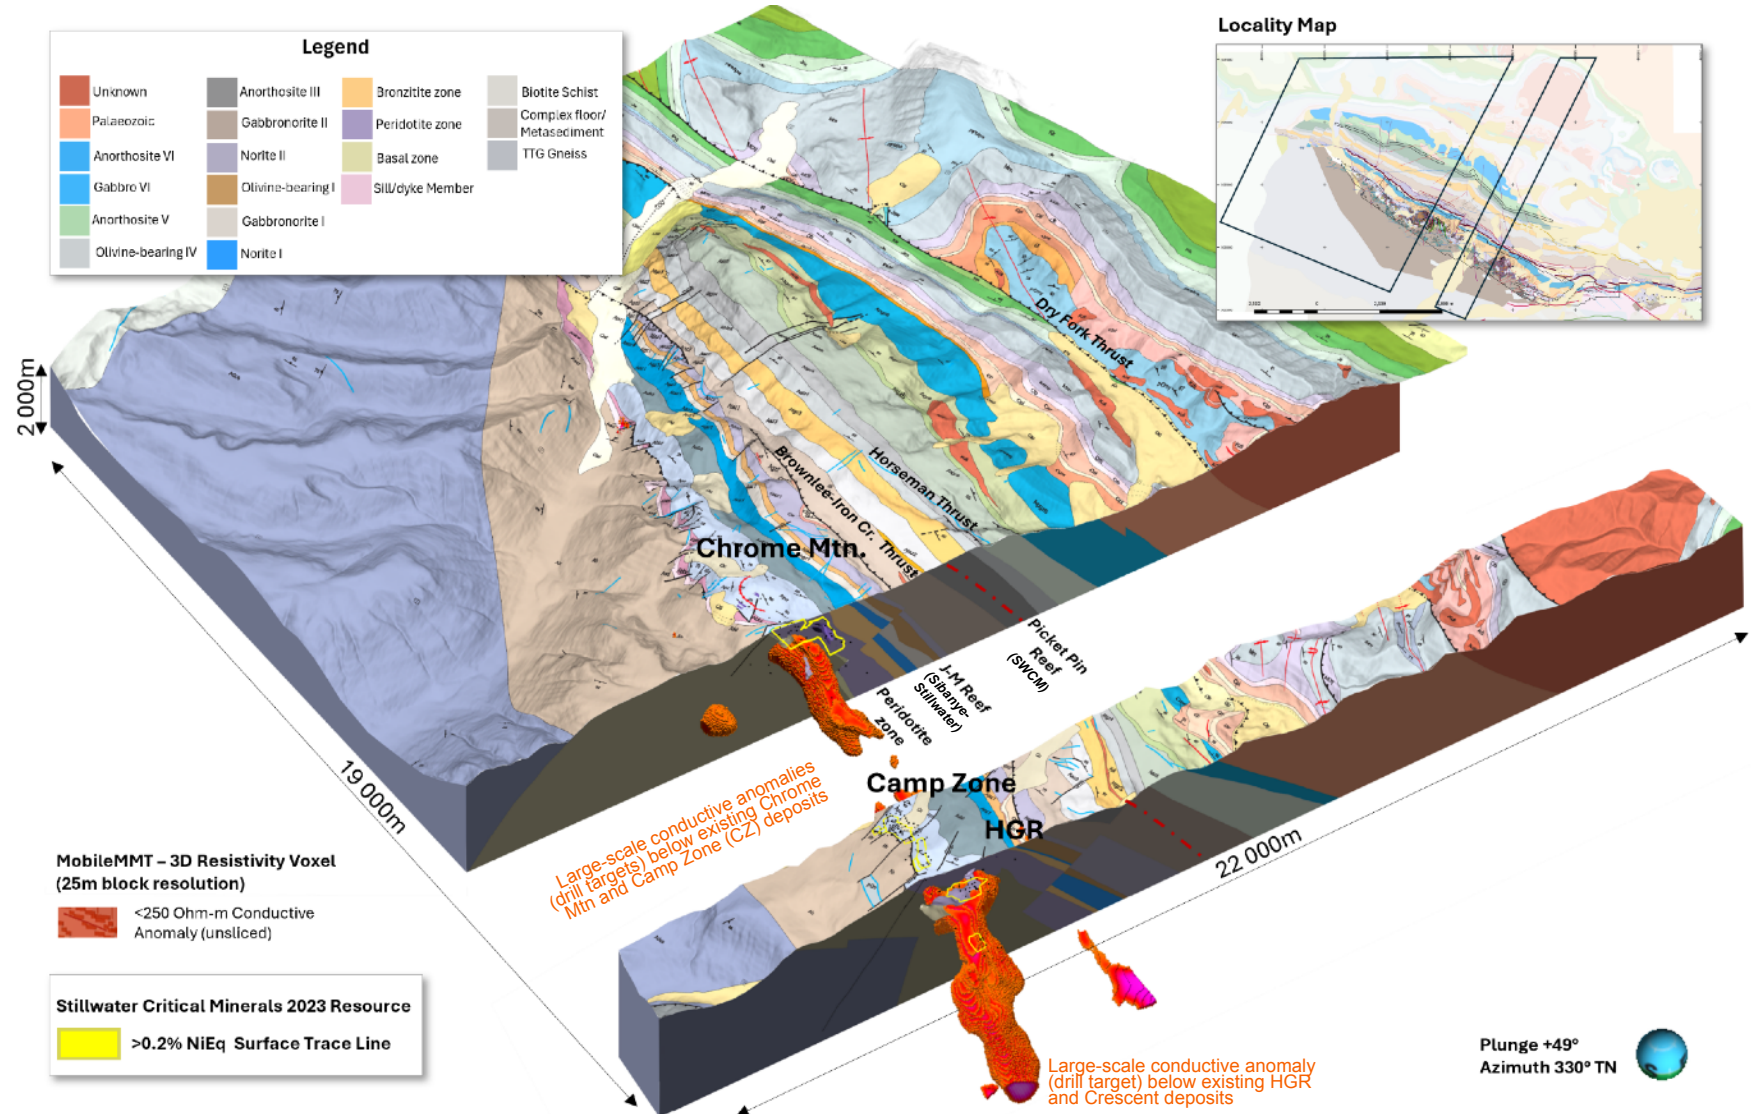 Legend
Unknown
Palaeozoic
Anorthosite VI
Gabbro VI
Anorthosite V
Olivine-bearing IV
Anorthosite III
Gabbronorite II
Norite II
Olivine-bearing I
Gabbronorite I
Norite I
Bronzitite zone
Peridotite zone
Basal zone
Sill/dyke Member
Biotite Schist
Complex floor/
Metasediment
TTG Gneiss
Locality Map
2 000m
Dry Fork Thrust
Horseman Thrust
Brownlee-Iron Cr. Thrust
Chrome Mtn.
Picket Pin
Reef
(SWCM)
J-M Reef
(Sibanye-
Stillwater)
Peridotite
zone
Camp Zone
HGR
19 000m
22 000m
Large-scale conductive anomalies
(drill targets) below existing Chrome
Mtn and Camp Zone (CZ) deposits
MobileMMT – 3D Resistivity Voxel
(25m block resolution)
<250 Ohm-m Conductive
Anomaly (unsliced)
Stillwater Critical Minerals 2023 Resource
>0.2% NiEq Surface Trace Line
Large-scale conductive anomaly
(drill target) below existing HGR
and Crescent deposits
Plunge +49°
Azimuth 330° TN